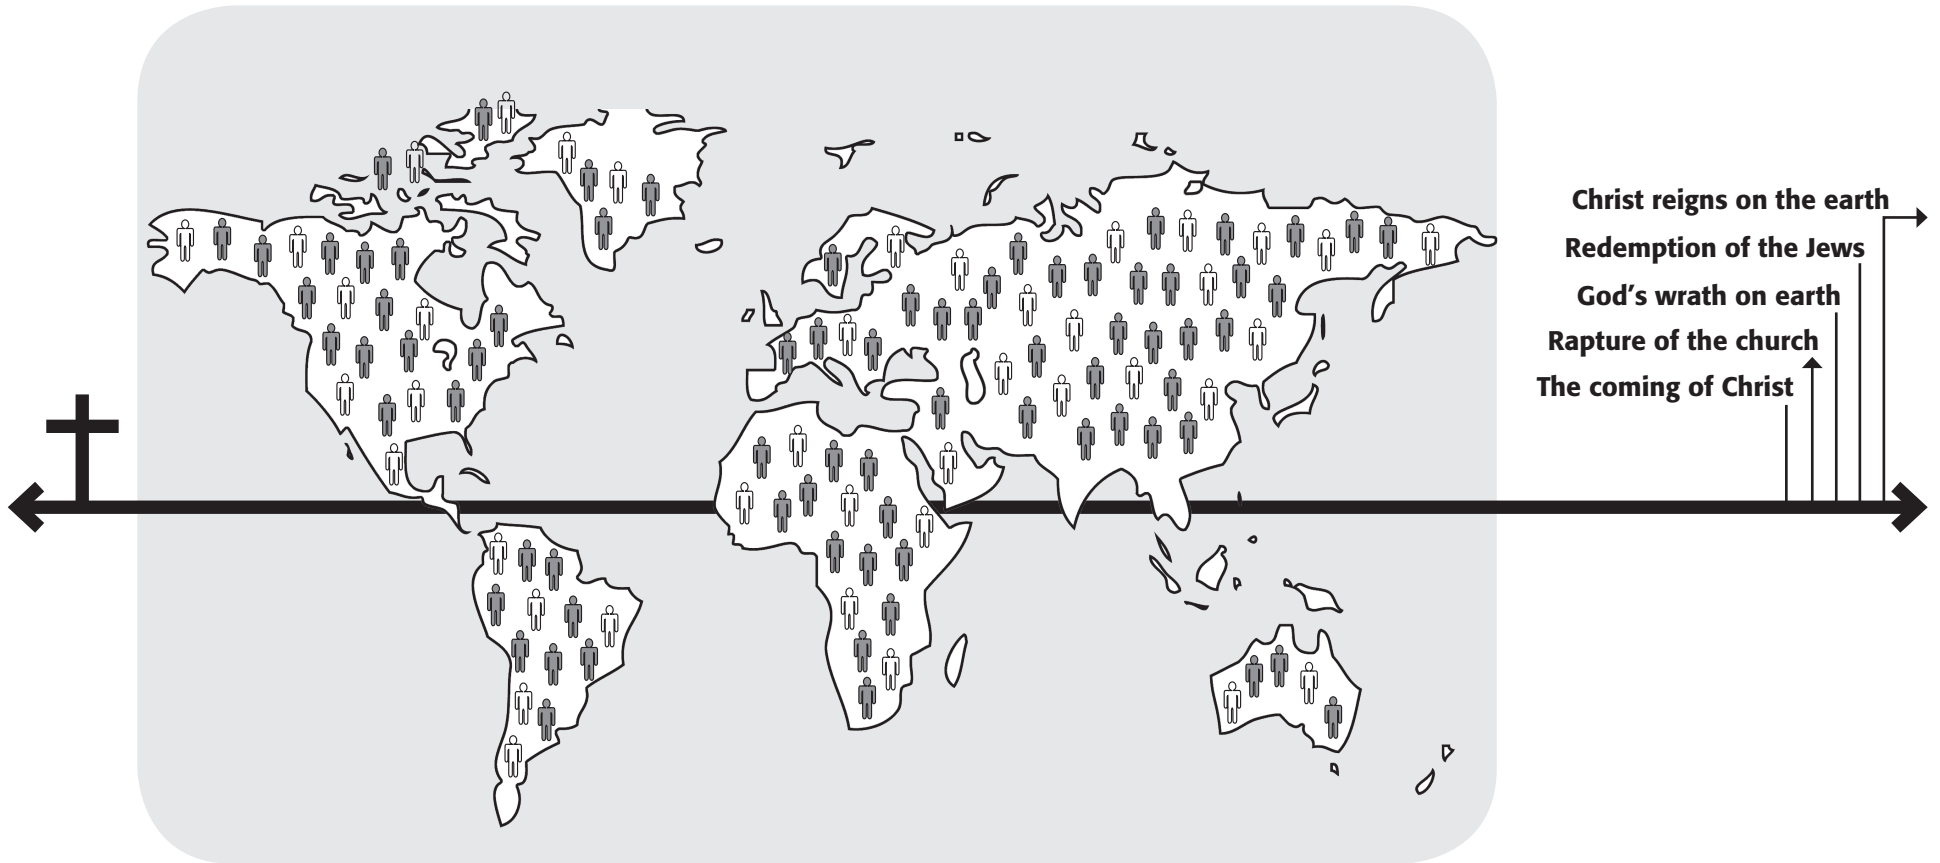 Christ reigns on the earth
Redemption of the Jews
God’s wrath on earth
Rapture of the church
The coming of Christ